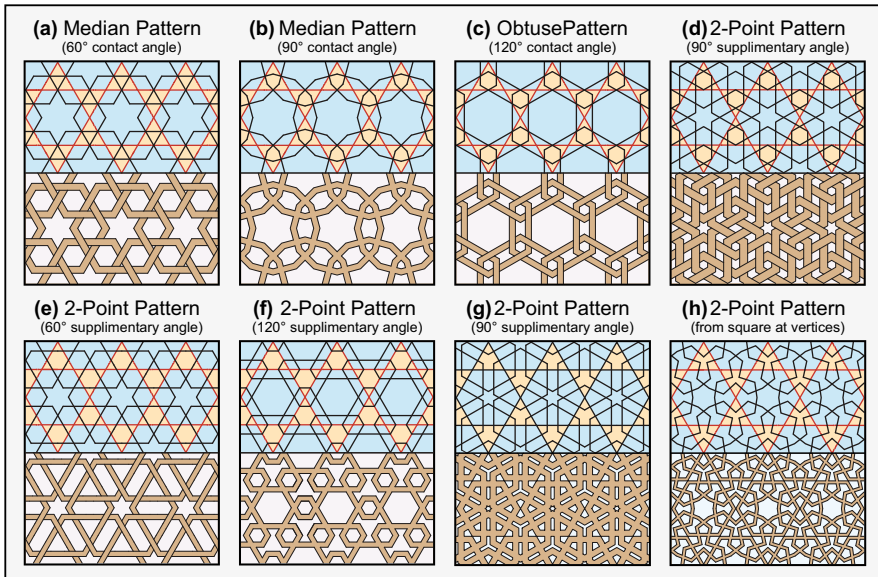 (a) Median Pattern
(60° contact angle)
(b) Median Pattern
(90° contact angle)
(c) ObtusePattern
(120° contact angle)
(d) 2-Point Pattern
(90° supplimentary angle)
(e) 2-Point Pattern
(60° supplimentary angle)
(f) 2-Point Pattern
(120° supplimentary angle)
(g) 2-Point Pattern
(90° supplimentary angle)
(h) 2-Point Pattern
(from square at vertices)